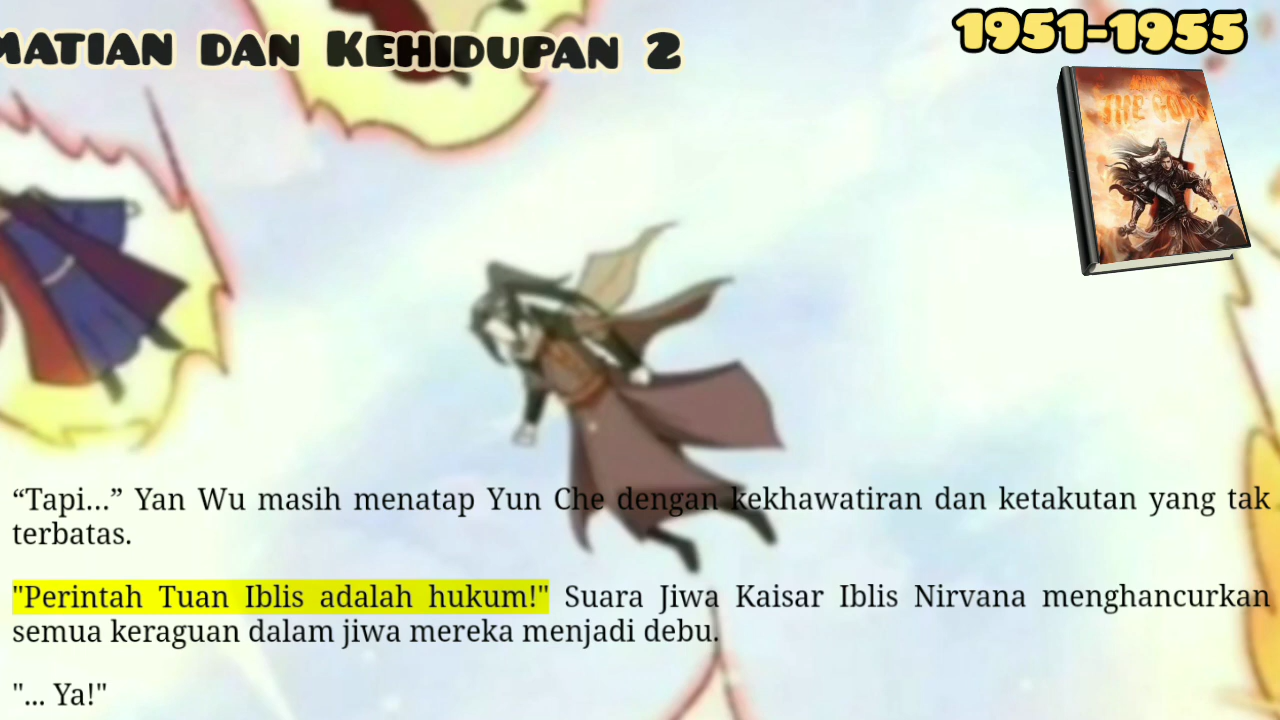 MATIAN DAN KEHIDUPAN 2
1951-1955
THE GODS
“Tapi...” Yan Wu masih menatap Yun Che dengan kekhawatiran dan ketakutan yang tak
terbatas.
"Perintah Tuan Iblis adalah hukum!" Suara Jiwa Kaisar Iblis Nirvana menghancurkan
semua keraguan dalam jiwa mereka menjadi debu.
"... Ya!"